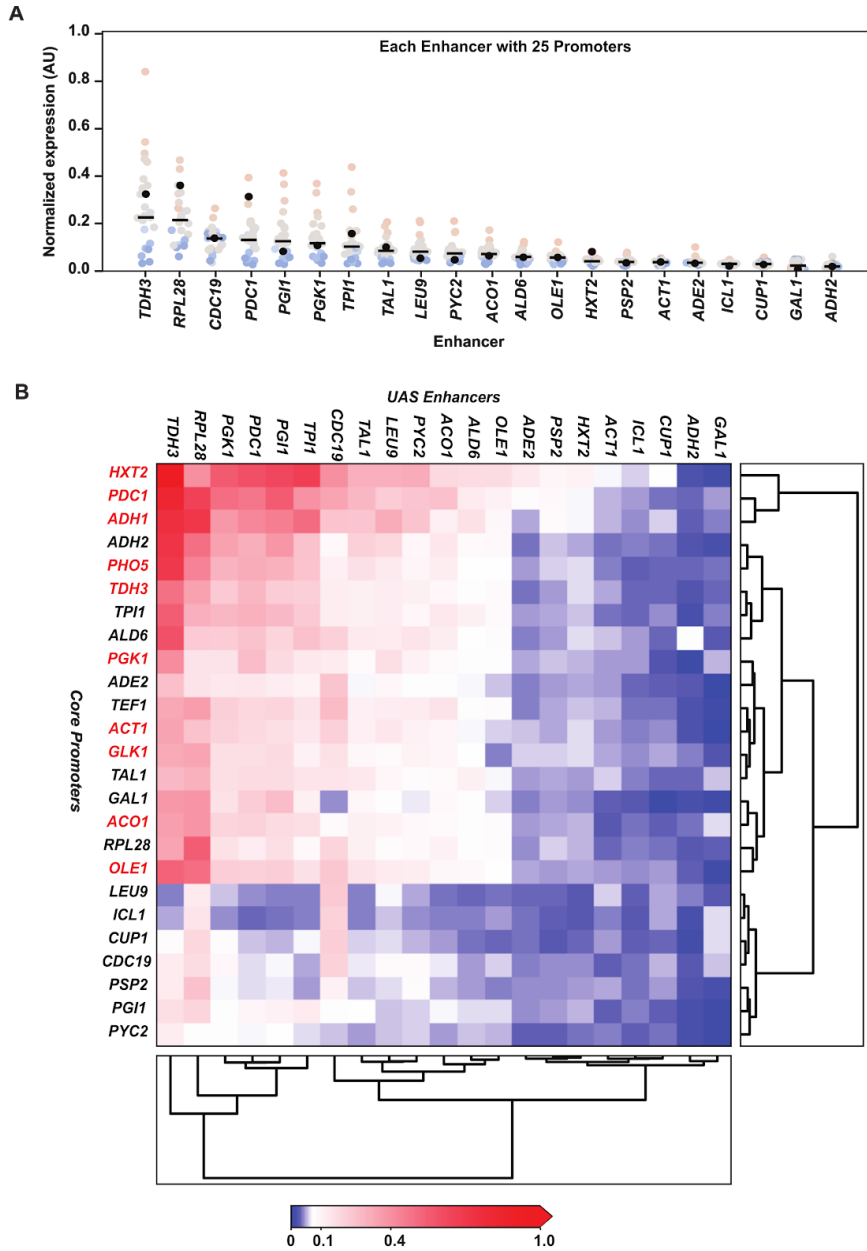 A
Each Enhancer with 25 Promoters
Normalized expression (AU)
1.0
0.8
0.6
0.4
0.2
0.0
TDH3
RPL28
CDC19
PDC1
PGI1
PGK1
TPI1
TAL1
LEU9
PYC2
ACO1
ALD6
OLE1
HXT2
PSP2
ACT1
ADE2
ICL1
CUP1
GAL1
ADH2
Enhancer
B
UAS Enhancers
TDH3
RPL28
PGK1
PDC1
PGI1
TPI1
CDC19
TAL1
LEU9
PYC2
ACO1
ALD6
OLE1
ADE2
PSP2
HXT2
ACT1
ICL1
CUP1
ADH2
GAL1
Core Promoters
HXT2
PDC1
ADH1
ADH2
PHO5
TDH3
TPI1
ALD6
PGK1
ADE2
TEF1
ACT1
GLK1
TAL1
GAL1
ACO1
RPL28
OLE1
LEU9
ICL1
CUP1
CDC19
PSP2
PGI1
PYC2
0 0.1 0.4 1.0